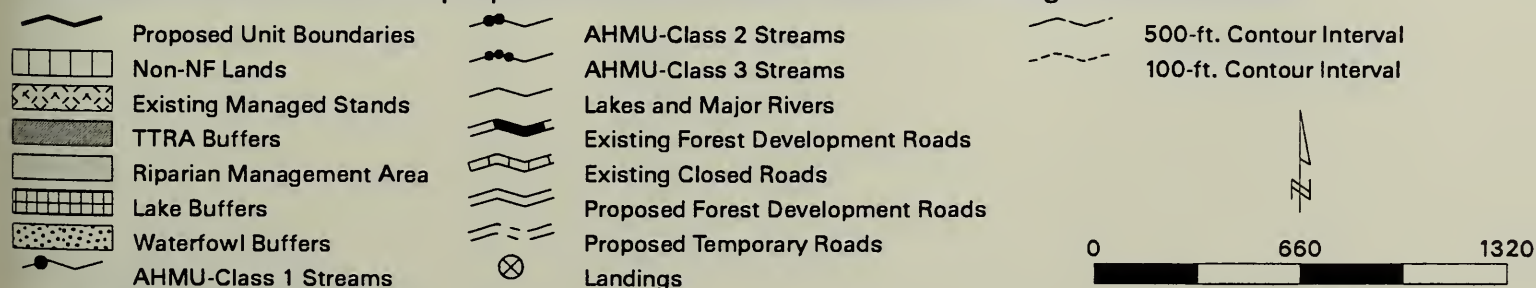 Proposed Unit Boundaries
Non-NF Lands
Existing Managed Stands
TTRA Buffers
Riparian Management Area
Lake Buffers
Waterfowl Buffers
AHMU-Class 1 Streams
AHMU-Class 2 Streams
AHMU-Class 3 Streams
Lakes and Major Rivers
Existing Forest Development Roads
Existing Closed Roads
Proposed Forest Development Roads
Proposed Temporary Roads
Landings
500-ft. Contour Interval
100-ft. Contour Interval
N
0 660 1320